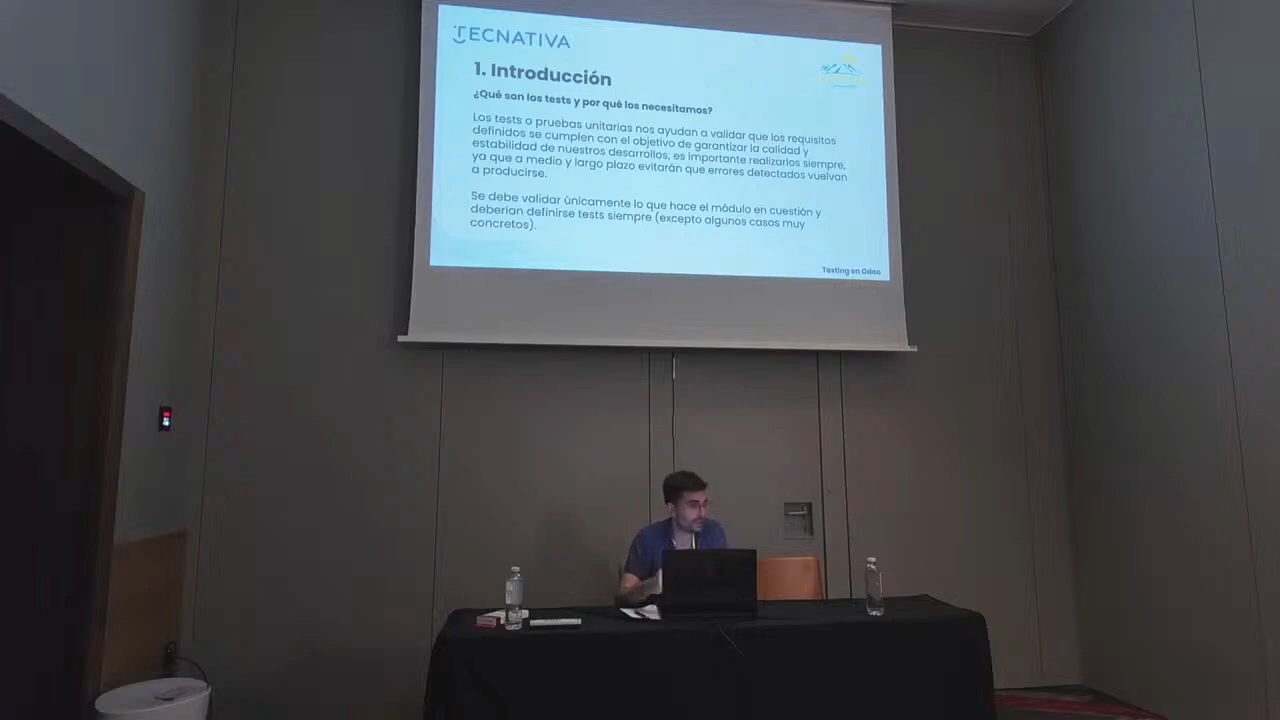 TECNATIVA
1. Introducción
¿Qué son los tests y por qué los necesitamos?
Los tests o pruebas unitarias nos ayudan a validar que los requisitos
definidos se cumplen con el objetivo de garantizar la calidad y
estabilidad de nuestros desarrollos, es importante realizarlos siempre,
ya que a medio y largo plazo evitarán que errores detectados vuelvan
a producirse.
Se debe validar únicamente lo que hace el módulo en cuestión y
deberían definirse tests siempre (excepto algunos casos muy
concretos).
Testing on Odoo